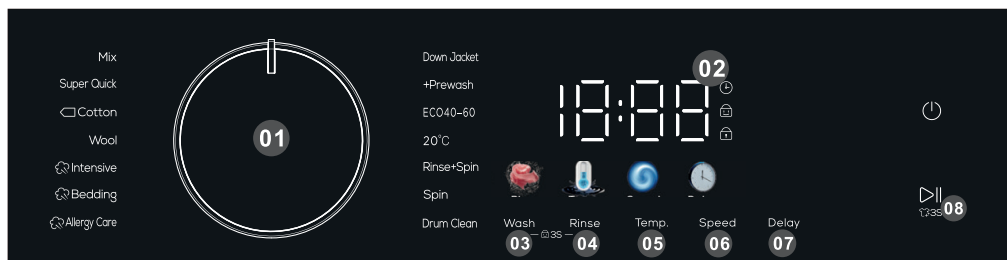 Mix
Super Quick
Cotton
Wool
Intensive
Bedding
Allergy Care
01
Down Jacket
+Prewash
ECO40-60
20°C
Rinse+Spin
Spin
Drum Clean
02
18:88
Wash
Rinse
Temp.
Speed
Delay
3S
03
04
05
06
07
3S
08